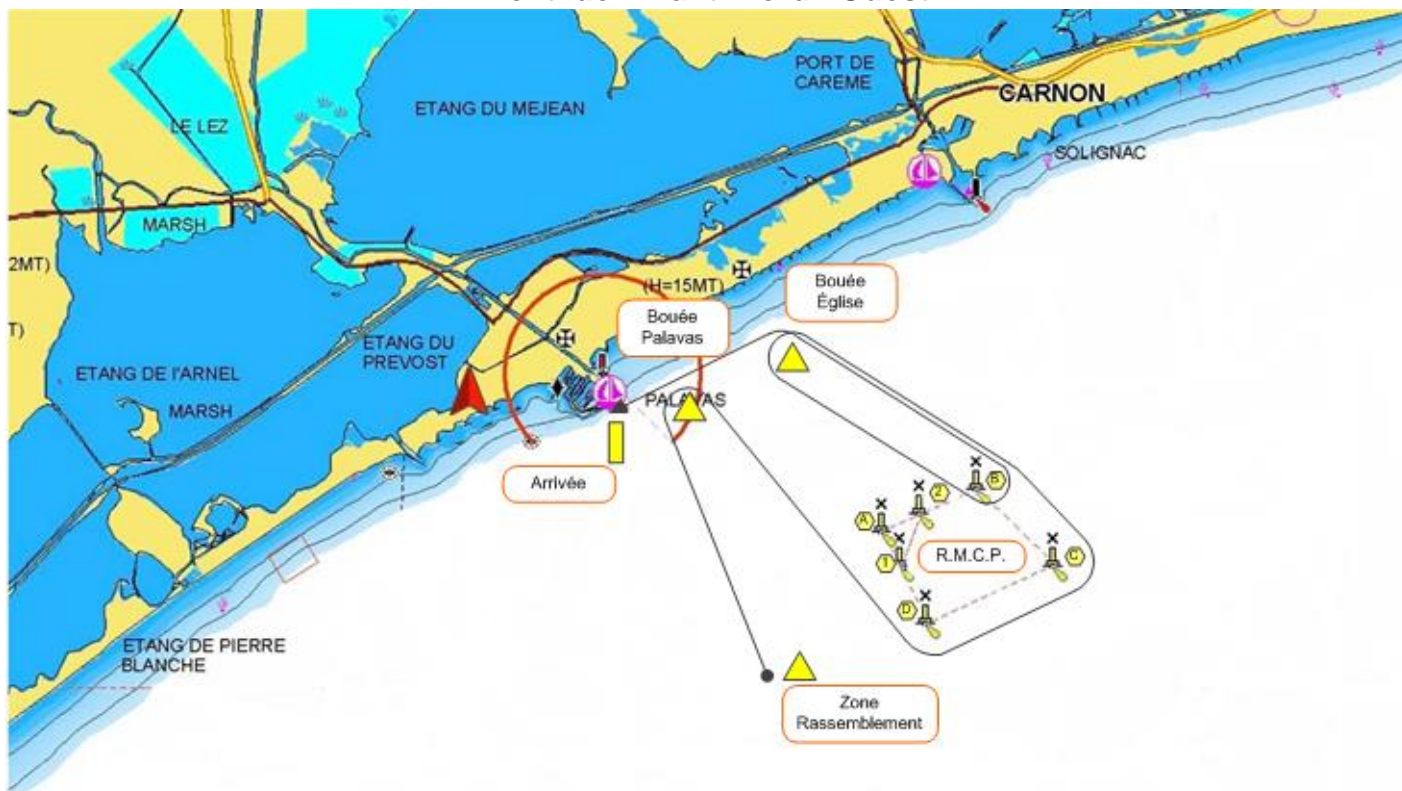 PORT DE
CAREME
CARNON
ETANG DU MEJEAN
LE LEZ
SOLIGNAC
MARSH
2MT)
(H=15MT)
Bouée
Église
Bouée
Palavas
T)
ETANG DU
PREVOST
ETANG DE l'ARNEL
MARSH
PALAVAS
Arrivée
B
2
A
R.M.C.P.
1
C
D
ETANG DE PIERRE
BLANCHE
Zone
Rassemblement